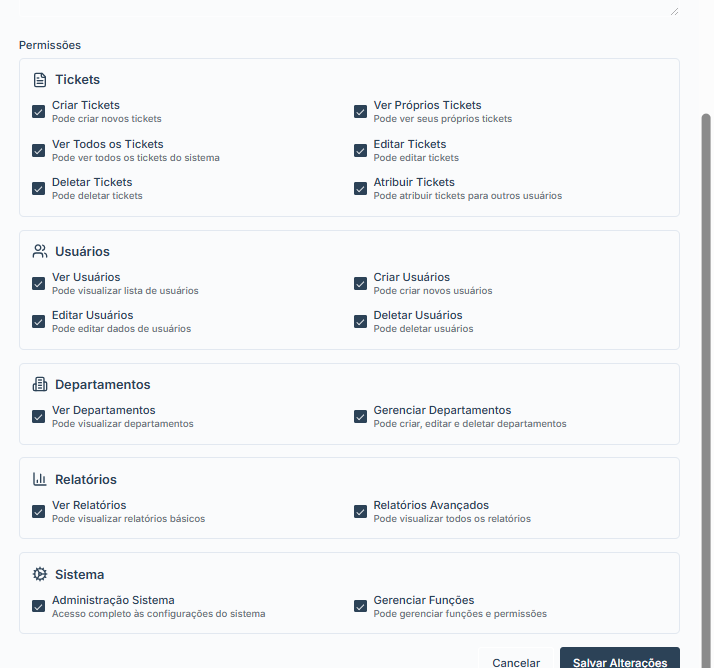 Permissões
Tickets
Criar Tickets
Pode criar novos tickets
Ver Próprios Tickets
Pode ver seus próprios tickets
Ver Todos os Tickets
Pode ver todos os tickets do sistema
Editar Tickets
Pode editar tickets
Deletar Tickets
Pode deletar tickets
Atribuir Tickets
Pode atribuir tickets para outros usuários
Usuários
Ver Usuários
Pode visualizar lista de usuários
Criar Usuários
Pode criar novos usuários
Editar Usuários
Pode editar dados de usuários
Deletar Usuários
Pode deletar usuários
Departamentos
Ver Departamentos
Pode visualizar departamentos
Gerenciar Departamentos
Pode criar, editar e deletar departamentos
Relatórios
Ver Relatórios
Pode visualizar relatórios básicos
Relatórios Avançados
Pode visualizar todos os relatórios
Sistema
Administração Sistema
Acesso completo às configurações do sistema
Gerenciar Funções
Pode gerenciar funções e permissões
Cancelar
Salvar Alterações